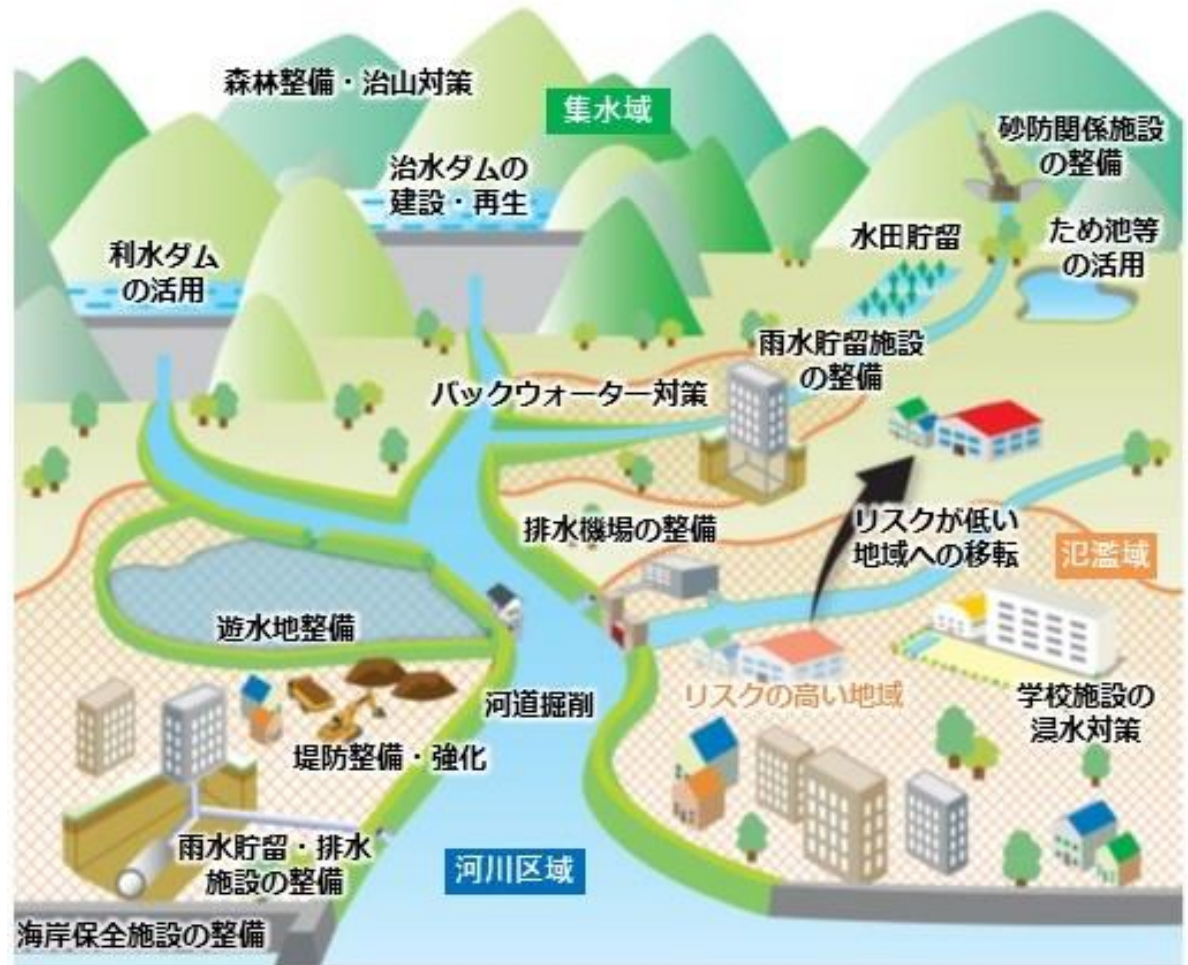 森林整備・治山対策
集水域
砂防関係施設
の整備
治水ダムの
建設・再生
水田貯留
ため池等
の活用
利水ダム
の活用
雨水貯留施設
の整備
バックウォーター対策
排水機場の整備
リスクが低い
地域への移転
氾濫域
遊水地整備
リスクの高い地域
学校施設の
浸水対策
河道掘削
堤防整備・強化
雨水貯留・排水
施設の整備
河川区域
海岸保全施設の整備